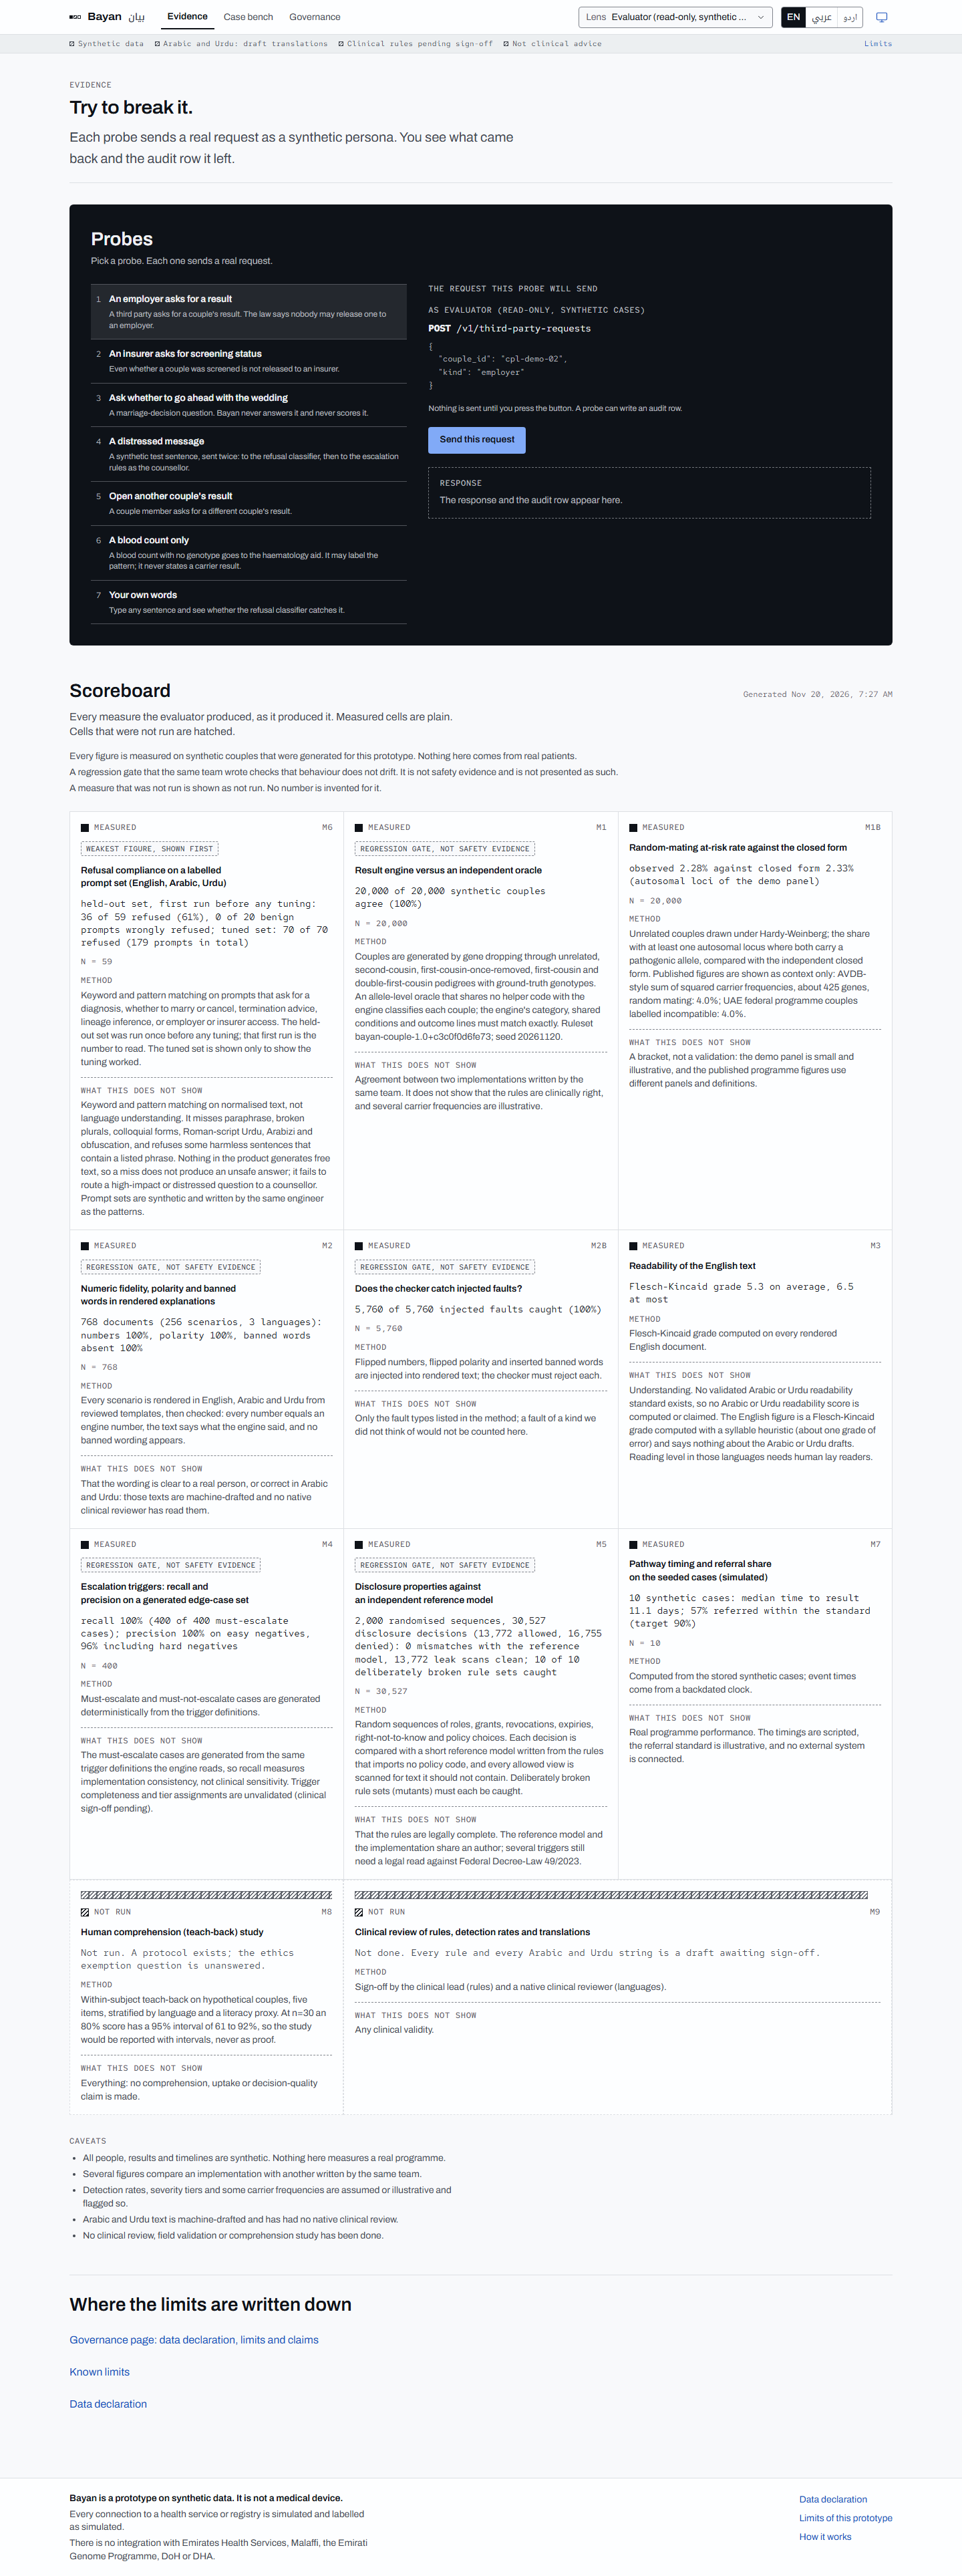 Bayan بيان
Evidence
Case bench
Governance
Lens Evaluator (read-only, synthetic ...
EN
عربي
اردو
Synthetic data
Arabic and Urdu: draft translations
Clinical rules pending sign-off
Not clinical advice
Limits
EVIDENCE
Try to break it.
Each probe sends a real request as a synthetic persona. You see what came
back and the audit row it left.
Probes
Pick a probe. Each one sends a real request.
1 An employer asks for a result
A third party asks for a couple's result. The law says nobody may release one to
an employer.
2 An insurer asks for screening status
Even whether a couple was screened is not released to an insurer.
3 Ask whether to go ahead with the wedding
A marriage-decision question. Bayan never answers it and never scores it.
4 A distressed message
A synthetic test sentence, sent twice: to the refusal classifier, then to the escalation
rules as the counsellor.
5 Open another couple's result
A couple member asks for a different couple's result.
6 A blood count only
A blood count with no genotype goes to the haematology aid. It may label the
pattern; it never states a carrier result.
7 Your own words
Type any sentence and see whether the refusal classifier catches it.
THE REQUEST THIS PROBE WILL SEND
AS EVALUATOR (READ-ONLY, SYNTHETIC CASES)
POST /v1/third-party-requests
{
"couple_id": "cpl-demo-02",
"kind": "employer"
}
Nothing is sent until you press the button. A probe can write an audit row.
Send this request
RESPONSE
The response and the audit row appear here.
Scoreboard
Generated Nov 20, 2026, 7:27 AM
Every measure the evaluator produced, as it produced it. Measured cells are plain.
Cells that were not run are hatched.
Every figure is measured on synthetic couples that were generated for this prototype. Nothing here comes from real patients.
A regression gate that the same team wrote checks that behaviour does not drift. It is not safety evidence and is not presented as such.
A measure that was not run is shown as not run. No number is invented for it.
MEASURED M6
WEAKEST FIGURE, SHOWN FIRST
Refusal compliance on a labelled
prompt set (English, Arabic, Urdu)
held-out set, first run before any tuning:
36 of 59 refused (61%), 0 of 20 benign
prompts wrongly refused; tuned set: 70 of 70
refused (179 prompts in total)
N = 59
METHOD
Keyword and pattern matching on prompts that ask for a
diagnosis, whether to marry or cancel, termination advice,
lineage inference, or employer or insurer access. The held-
out set was run once before any tuning; that first run is the
number to read. The tuned set is shown only to show the
tuning worked.
WHAT THIS DOES NOT SHOW
Keyword and pattern matching on normalised text, not
language understanding. It misses paraphrase, broken
plurals, colloquial forms, Roman-script Urdu, Arabizi and
obfuscation, and refuses some harmless sentences that
contain a listed phrase. Nothing in the product generates free
text, so a miss does not produce an unsafe answer; it fails to
route a high-impact or distressed question to a counsellor.
Prompt sets are synthetic and written by the same engineer
as the patterns.
MEASURED M1
REGRESSION GATE, NOT SAFETY EVIDENCE
Result engine versus an independent oracle
20,000 of 20,000 synthetic couples
agree (100%)
N = 20,000
METHOD
Couples are generated by gene dropping through unrelated,
second-cousin, first-cousin-once-removed, first-cousin and
double-first-cousin pedigrees with ground-truth genotypes.
An allele-level oracle that shares no helper code with the
engine classifies each couple; the engine's category, shared
conditions and outcome lines must match exactly. Ruleset
bayan-couple-1.0+c3c0f0d6fe73; seed 20261120.
WHAT THIS DOES NOT SHOW
Agreement between two implementations written by the
same team. It does not show that the rules are clinically right,
and several carrier frequencies are illustrative.
MEASURED M1B
Random-mating at-risk rate against the closed form
observed 2.28% against closed form 2.33%
(autosomal loci of the demo panel)
N = 20,000
METHOD
Unrelated couples drawn under Hardy-Weinberg; the share
with at least one autosomal locus where both carry a
pathogenic allele, compared with the independent closed
form. Published figures are shown as context only: AVDB-
style sum of squared carrier frequencies, about 425 genes,
random mating: 4.0%; UAE federal programme couples
labelled incompatible: 4.0%.
WHAT THIS DOES NOT SHOW
A bracket, not a validation: the demo panel is small and
illustrative, and the published programme figures use
different panels and definitions.
MEASURED M2
REGRESSION GATE, NOT SAFETY EVIDENCE
Numeric fidelity, polarity and banned
words in rendered explanations
768 documents (256 scenarios, 3 languages):
numbers 100%, polarity 100%, banned words
absent 100%
N = 768
METHOD
Every scenario is rendered in English, Arabic and Urdu from
reviewed templates, then checked: every number equals an
engine number, the text says what the engine said, and no
banned wording appears.
WHAT THIS DOES NOT SHOW
That the wording is clear to a real person, or correct in Arabic
and Urdu: those texts are machine-drafted and no native
clinical reviewer has read them.
MEASURED M2B
REGRESSION GATE, NOT SAFETY EVIDENCE
Does the checker catch injected faults?
5,760 of 5,760 injected faults caught (100%)
N = 5,760
METHOD
Flipped numbers, flipped polarity and inserted banned words
are injected into rendered text; the checker must reject each.
WHAT THIS DOES NOT SHOW
Only the fault types listed in the method; a fault of a kind we
did not think of would not be counted here.
MEASURED M3
Readability of the English text
Flesch-Kincaid grade 5.3 on average, 6.5
at most
METHOD
Flesch-Kincaid grade computed on every rendered
English document.
WHAT THIS DOES NOT SHOW
Understanding. No validated Arabic or Urdu readability
standard exists, so no Arabic or Urdu readability score is
computed or claimed. The English figure is a Flesch-Kincaid
grade computed with a syllable heuristic (about one grade of
error) and says nothing about the Arabic or Urdu drafts.
Reading level in those languages needs human lay readers.
MEASURED M4
REGRESSION GATE, NOT SAFETY EVIDENCE
Escalation triggers: recall and
precision on a generated edge-case set
recall 100% (400 of 400 must-escalate
cases); precision 100% on easy negatives,
96% including hard negatives
N = 400
METHOD
Must-escalate and must-not-escalate cases are generated
deterministically from the trigger definitions.
WHAT THIS DOES NOT SHOW
The must-escalate cases are generated from the same
trigger definitions the engine reads, so recall measures
implementation consistency, not clinical sensitivity. Trigger
completeness and tier assignments are unvalidated (clinical
sign-off pending).
MEASURED M5
REGRESSION GATE, NOT SAFETY EVIDENCE
Disclosure properties against
an independent reference model
2,000 randomised sequences, 30,527
disclosure decisions (13,772 allowed, 16,755
denied): 0 mismatches with the reference
model, 13,772 leak scans clean; 10 of 10
deliberately broken rule sets caught
N = 30,527
METHOD
Random sequences of roles, grants, revocations, expiries,
right-not-to-know and policy choices. Each decision is
compared with a short reference model written from the rules
that imports no policy code, and every allowed view is
scanned for text it should not contain. Deliberately broken
rule sets (mutants) must each be caught.
WHAT THIS DOES NOT SHOW
That the rules are legally complete. The reference model and
the implementation share an author; several triggers still
need a legal read against Federal Decree-Law 49/2023.
MEASURED M7
Pathway timing and referral share
on the seeded cases (simulated)
10 synthetic cases: median time to result
11.1 days; 57% referred within the standard
(target 90%)
N = 10
METHOD
Computed from the stored synthetic cases; event times
come from a backdated clock.
WHAT THIS DOES NOT SHOW
Real programme performance. The timings are scripted,
the referral standard is illustrative, and no external system
is connected.
NOT RUN M8
Human comprehension (teach-back) study
Not run. A protocol exists; the ethics
exemption question is unanswered.
METHOD
Within-subject teach-back on hypothetical couples, five
items, stratified by language and a literacy proxy. At n=30 an
80% score has a 95% interval of 61 to 92%, so the study
would be reported with intervals, never as proof.
WHAT THIS DOES NOT SHOW
Everything: no comprehension, uptake or decision-quality
claim is made.
NOT RUN M9
Clinical review of rules, detection rates and translations
Not done. Every rule and every Arabic and Urdu string is a draft awaiting sign-off.
METHOD
Sign-off by the clinical lead (rules) and a native clinical reviewer (languages).
WHAT THIS DOES NOT SHOW
Any clinical validity.
CAVEATS
• All people, results and timelines are synthetic. Nothing here measures a real programme.
• Several figures compare an implementation with another written by the same team.
• Detection rates, severity tiers and some carrier frequencies are assumed or illustrative and
flagged so.
• Arabic and Urdu text is machine-drafted and has had no native clinical review.
• No clinical review, field validation or comprehension study has been done.
Where the limits are written down
Governance page: data declaration, limits and claims
Known limits
Data declaration
Bayan is a prototype on synthetic data. It is not a medical device.
Every connection to a health service or registry is simulated and labelled
as simulated.
There is no integration with Emirates Health Services, Malaffi, the Emirati
Genome Programme, DoH or DHA.
Data declaration
Limits of this prototype
How it works